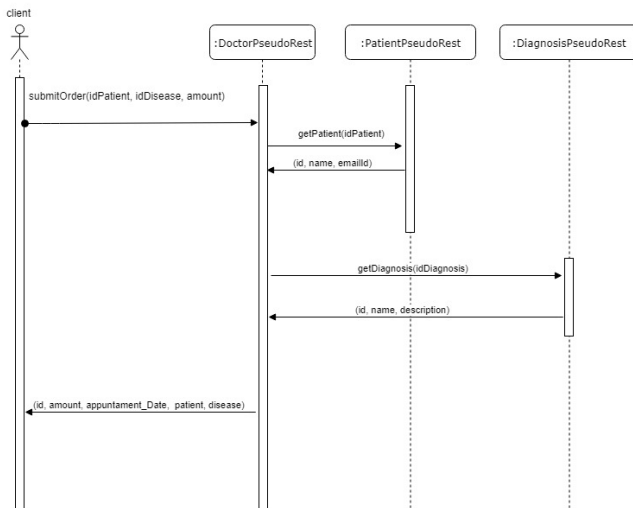 client
:DoctorPseudoRest
:PatientPseudoRest
:DiagnosisPseudoRest
submitOrder(idPatient, idDisease, amount)
getPatient(idPatient)
(id, name, emailId)
getDiagnosis(idDiagnosis)
(id, name, description)
(id, amount, appuntament_Date, patient, disease)